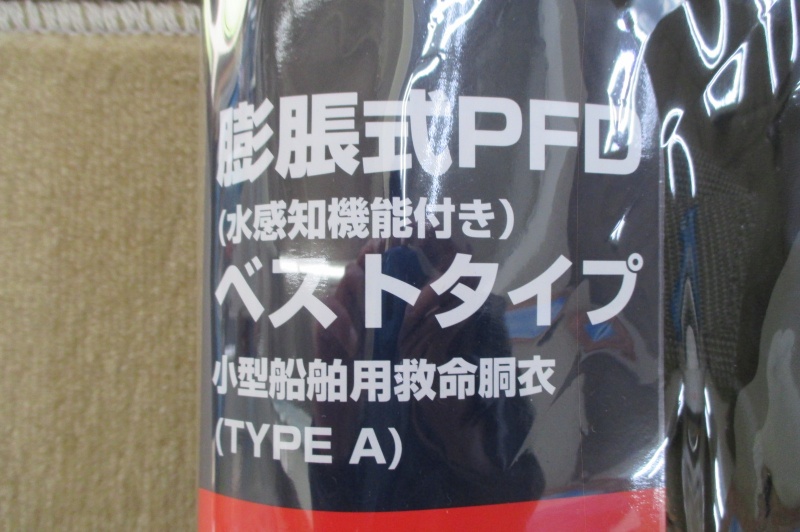 膨脹式PFD
(水感知機能付き)
ベストタイプ
小型船舶用救命胴衣
(TYPE A)